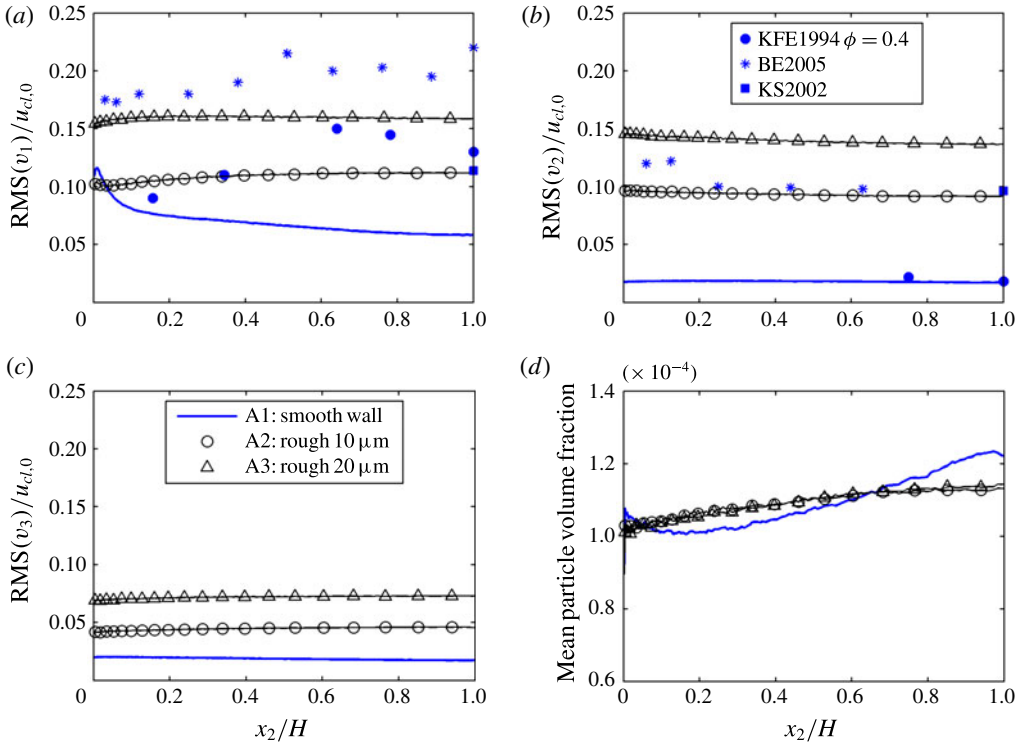 (a)
0.25
0.20
0.15
0.10
0.05
RMS(v₁)/u_cl,0
0 0.2 0.4 0.6 0.8 1.0
(b)
0.25
0.20
0.15
0.10
0.05
RMS(v₂)/u_cl,0
KFE1994 ϕ = 0.4
BE2005
KS2002
0 0.2 0.4 0.6 0.8 1.0
(c)
0.25
0.20
0.15
0.10
0.05
RMS(v₃)/u_cl,0
A1: smooth wall
A2: rough 10 μm
A3: rough 20 μm
0 0.2 0.4 0.6 0.8 1.0
x₂/H
(d)
(× 10⁻⁴)
1.4
1.2
1.0
0.8
0.6
Mean particle volume fraction
0 0.2 0.4 0.6 0.8 1.0
x₂/H